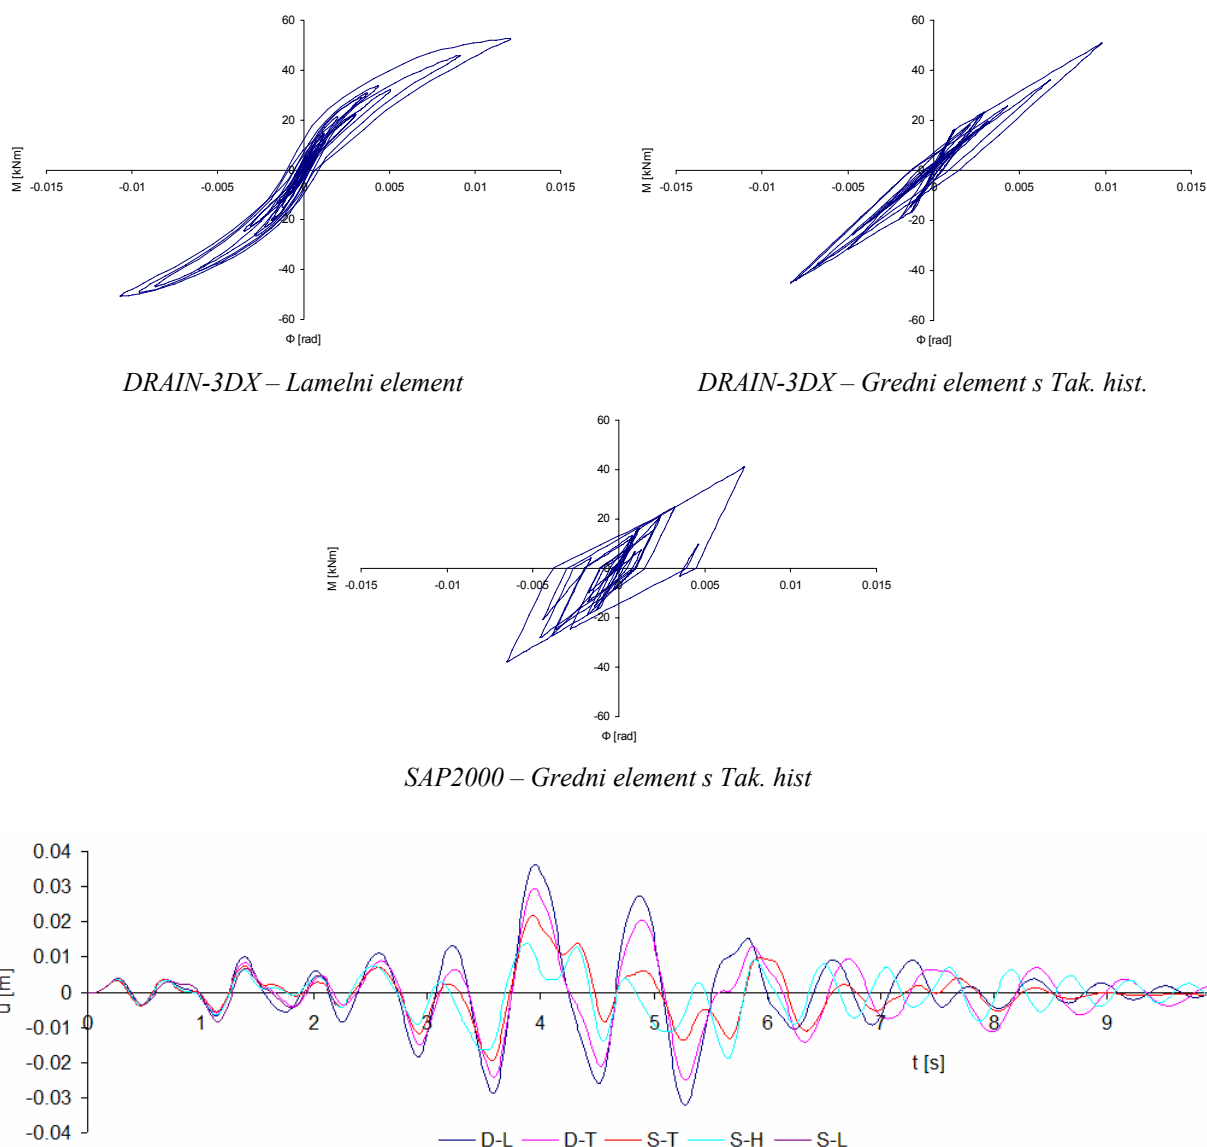 60
40
20
0
-20
-40
-60
-0.015 -0.01 -0.005 0 0.005 0.01 0.015
M [kNm]
Φ [rad]
60
40
20
0
-20
-40
-60
-0.015 -0.01 -0.005 0 0.005 0.01 0.015
M [kNm]
Φ [rad]
DRAIN-3DX – Lamelni element
DRAIN-3DX – Gredni element s Tak. hist.
60
40
20
0
-20
-40
-60
-0.015 -0.01 -0.005 0 0.005 0.01 0.015
M [kNm]
Φ [rad]
SAP2000 – Gredni element s Tak. hist
0.04
0.03
0.02
0.01
0
-0.01
-0.02
-0.03
-0.04
u [m]
0 1 2 3 4 5 6 7 8 9
t [s]
D-L D-T S-T S-H S-L